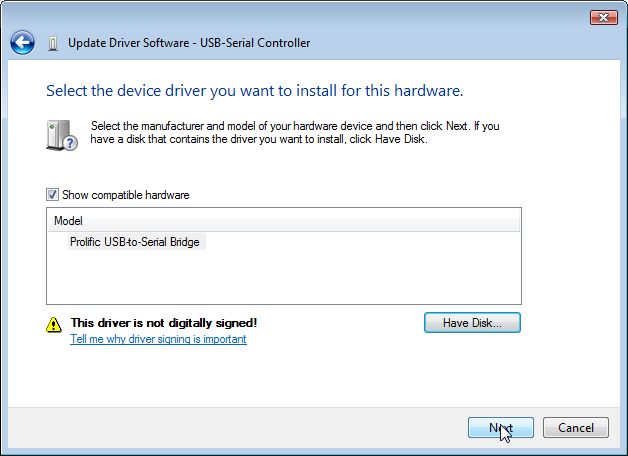 Update Driver Software - USB-Serial Controller
Select the device driver you want to install for this hardware.
Select the manufacturer and model of your hardware device and then click Next. If you
have a disk that contains the driver you want to install, click Have Disk.
Show compatible hardware
Model
Prolific USB-to-Serial Bridge
This driver is not digitally signed!
Have Disk...
Tell me why driver signing is important
Next
Cancel